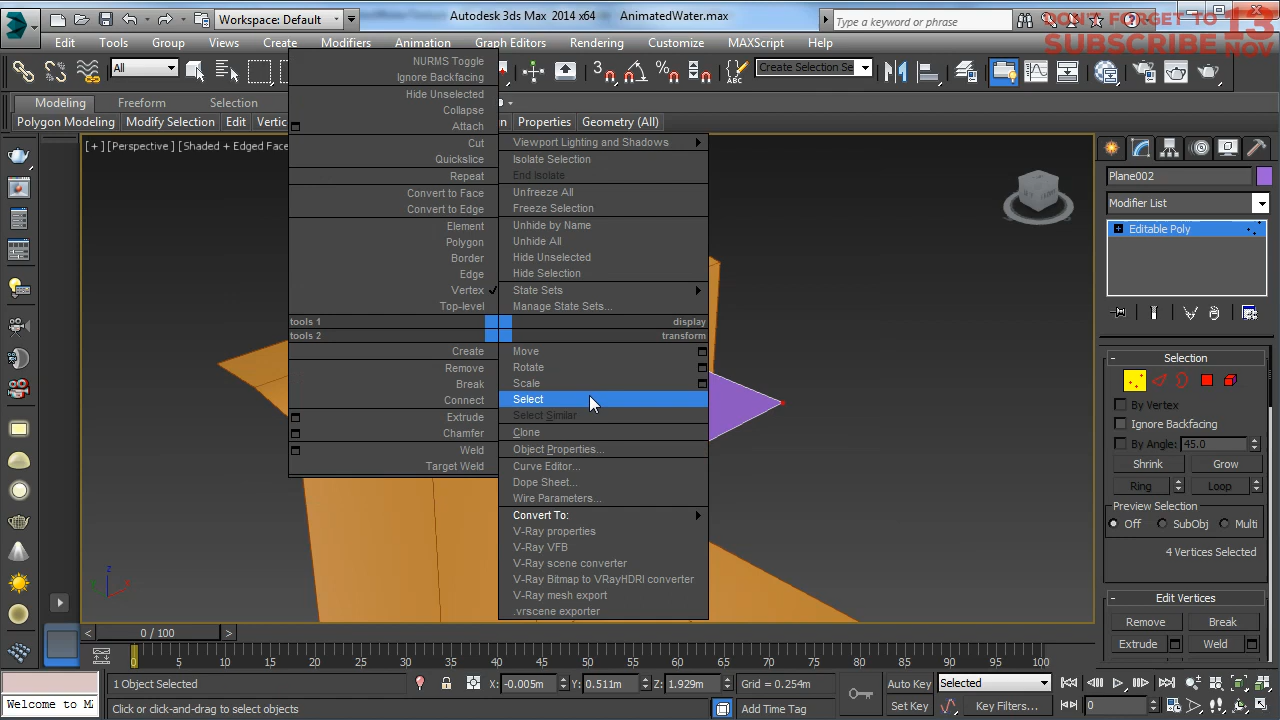 Workspace: Default
Autodesk 3ds Max 2014 x64
AnimatedWater.max
Type a keyword or phrase
DON'T FORGET TO
SUBSCRIBE
13
NOV
Edit
Tools
Group
Views
Create
Modifiers
Animation
Graph Editors
Rendering
Customize
MAXScript
Help
All
Create Selection Se
Modeling
Freeform
Selection
Polygon Modeling
Modify Selection
Edit
Properties
Geometry (All)
[+] [Perspective] [Shaded + Edged Face
NURMS Toggle
Ignore Backfacing
Hide Unselected
Collapse
Attach
Cut
Quickslice
Repeat
Convert to Face
Convert to Edge
Element
Polygon
Border
Edge
Vertex
Top-level
tools 1
tools 2
Create
Remove
Break
Connect
Extrude
Chamfer
Weld
Target Weld
Viewport Lighting and Shadows
Isolate Selection
End Isolate
Unfreeze All
Freeze Selection
Unhide by Name
Unhide All
Hide Unselected
Hide Selection
State Sets
Manage State Sets...
display
transform
Move
Rotate
Scale
Select
Select Similar
Clone
Object Properties...
Curve Editor...
Dope Sheet...
Wire Parameters...
Convert To:
V-Ray properties
V-Ray VFB
V-Ray scene converter
V-Ray Bitmap to VRayHDRI converter
V-Ray mesh export
.vrscene exporter
Plane002
Modifier List
Editable Poly
Selection
By Vertex
Ignore Backfacing
By Angle: 45.0
Shrink
Grow
Ring
Loop
Preview Selection
Off
SubObj
Multi
4 Vertices Selected
Edit Vertices
Remove
Break
Extrude
Weld
z
0 / 100
0 5 10 15 20 25 30 35 40 45 50 55 60 65 70 75 80 85 90 95 100
1 Object Selected
X: -0.005m
Y: 0.511m
Z: 1.929m
Grid = 0.254m
Auto Key
Selected
Welcome to M
Click or click-and-drag to select objects
Add Time Tag
Set Key
Key Filters...
0